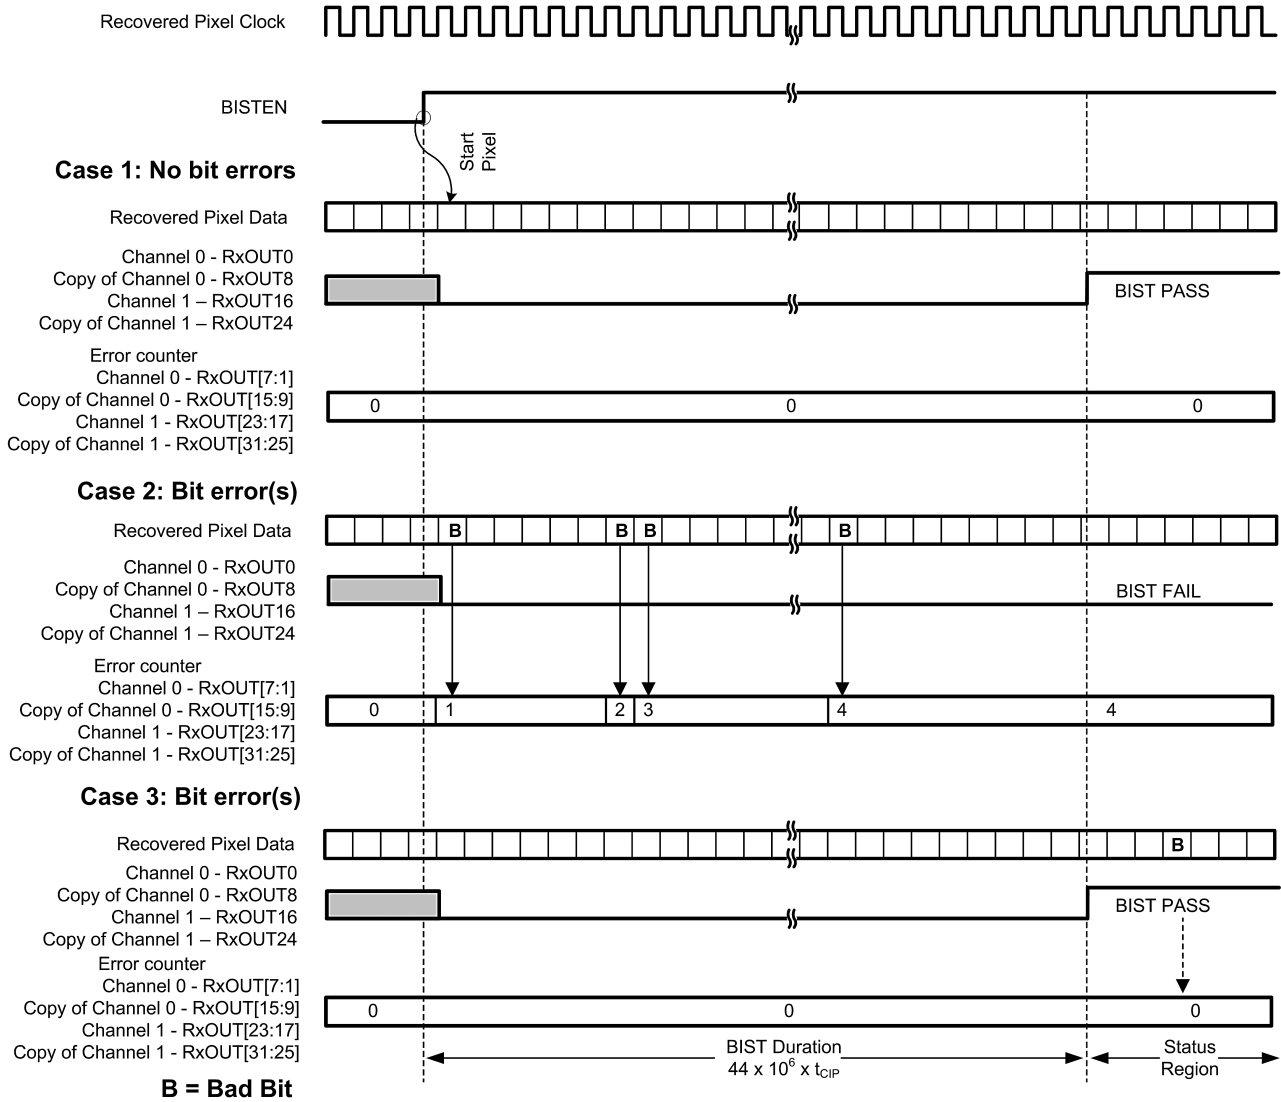 Recovered Pixel Clock
BISTEN
Start
Pixel
Case 1: No bit errors
Recovered Pixel Data
Channel 0 - RxOUT0
Copy of Channel 0 - RxOUT8
Channel 1 – RxOUT16
Copy of Channel 1 – RxOUT24
BIST PASS
Error counter
Channel 0 - RxOUT[7:1]
Copy of Channel 0 - RxOUT[15:9]
Channel 1 - RxOUT[23:17]
Copy of Channel 1 - RxOUT[31:25]
0 0 0
Case 2: Bit error(s)
Recovered Pixel Data
B B B B
Channel 0 - RxOUT0
Copy of Channel 0 - RxOUT8
Channel 1 – RxOUT16
Copy of Channel 1 – RxOUT24
BIST FAIL
Error counter
Channel 0 - RxOUT[7:1]
Copy of Channel 0 - RxOUT[15:9]
Channel 1 - RxOUT[23:17]
Copy of Channel 1 - RxOUT[31:25]
0 1 2 3 4 4
Case 3: Bit error(s)
Recovered Pixel Data
B
Channel 0 - RxOUT0
Copy of Channel 0 - RxOUT8
Channel 1 – RxOUT16
Copy of Channel 1 – RxOUT24
BIST PASS
Error counter
Channel 0 - RxOUT[7:1]
Copy of Channel 0 - RxOUT[15:9]
Channel 1 - RxOUT[23:17]
Copy of Channel 1 - RxOUT[31:25]
0 0 0
BIST Duration
44 x 10⁶ x tCIP
Status
Region
B = Bad Bit